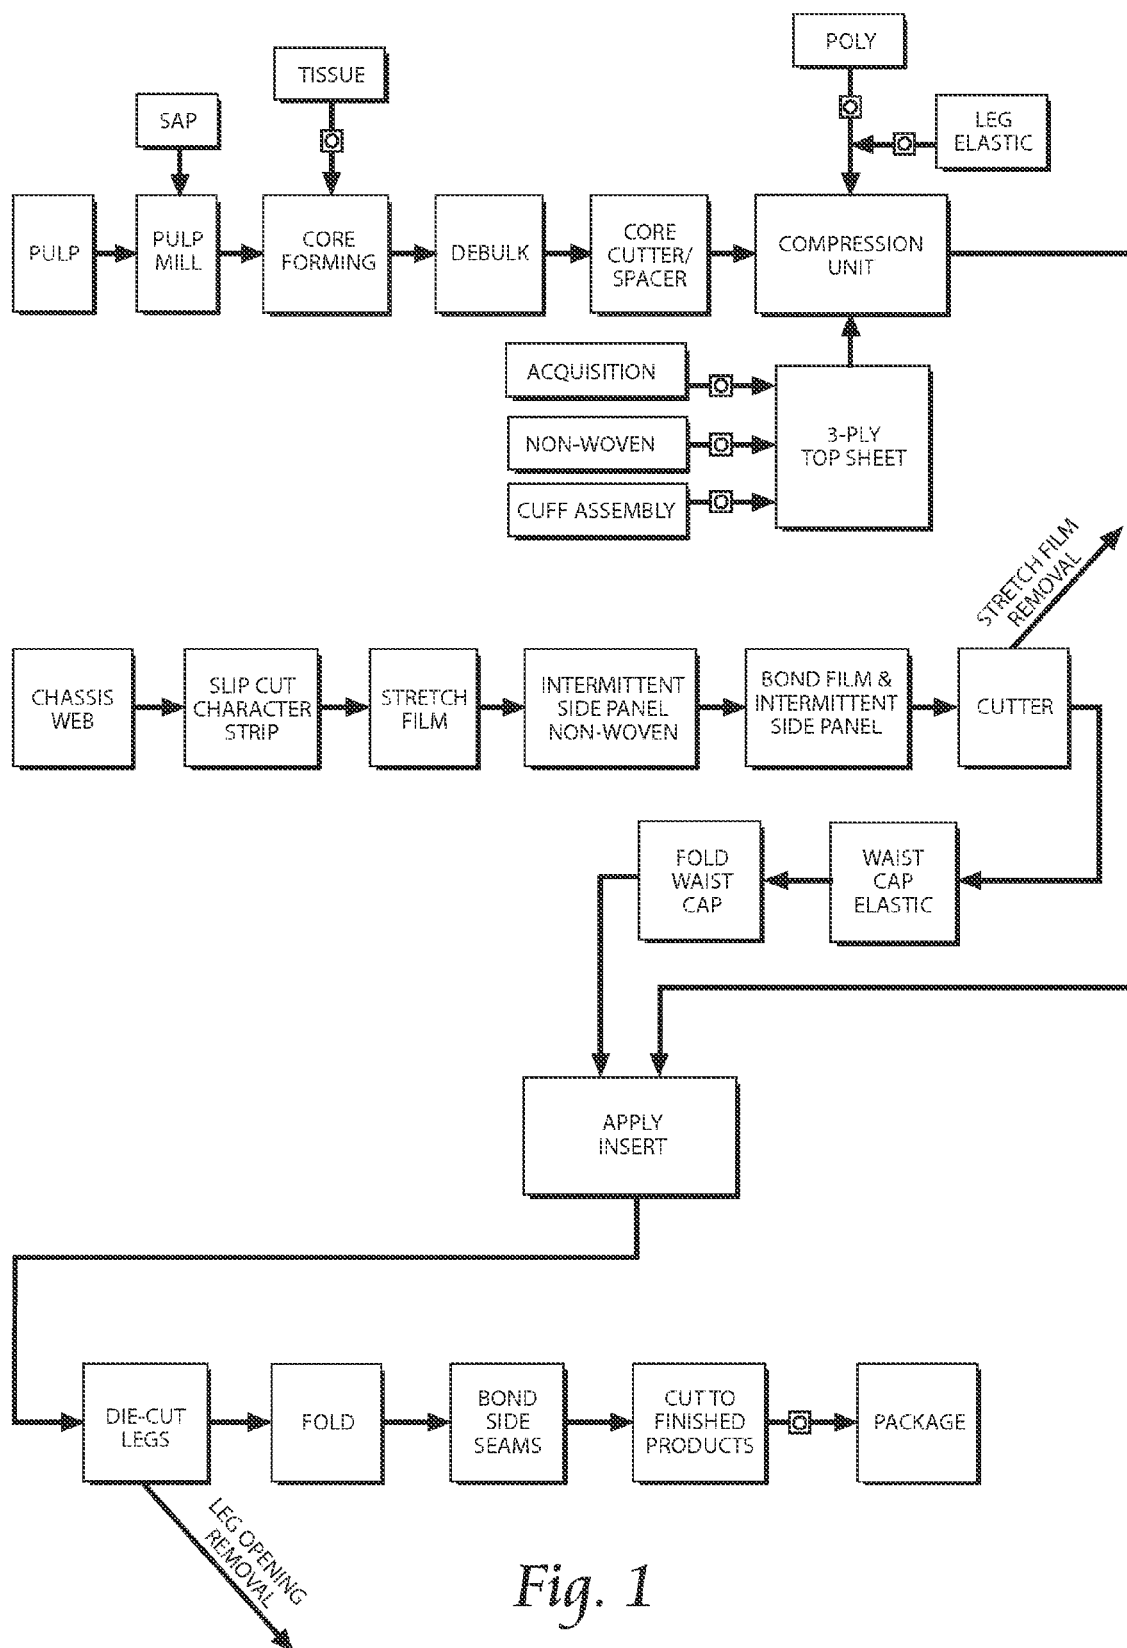 POLY
TISSUE
SAP
LEG
ELASTIC
PULP
PULP
MILL
CORE
FORMING
DEBULK
CORE
CUTTER/
SPACER
COMPRESSION
UNIT
ACQUISITION
NON-WOVEN
CUFF ASSEMBLY
3-PLY
TOP SHEET
STRETCH FILM
REMOVAL
CHASSIS
WEB
SLIP CUT
CHARACTER
STRIP
STRETCH
FILM
INTERMITTENT
SIDE PANEL
NON-WOVEN
BOND FILM &
INTERMITTENT
SIDE PANEL
CUTTER
FOLD
WAIST
CAP
WAIST
CAP
ELASTIC
APPLY
INSERT
DIE-CUT
LEGS
FOLD
BOND
SIDE
SEAMS
CUT TO
FINISHED
PRODUCTS
PACKAGE
LEG OPENING
REMOVAL
Fig. 1